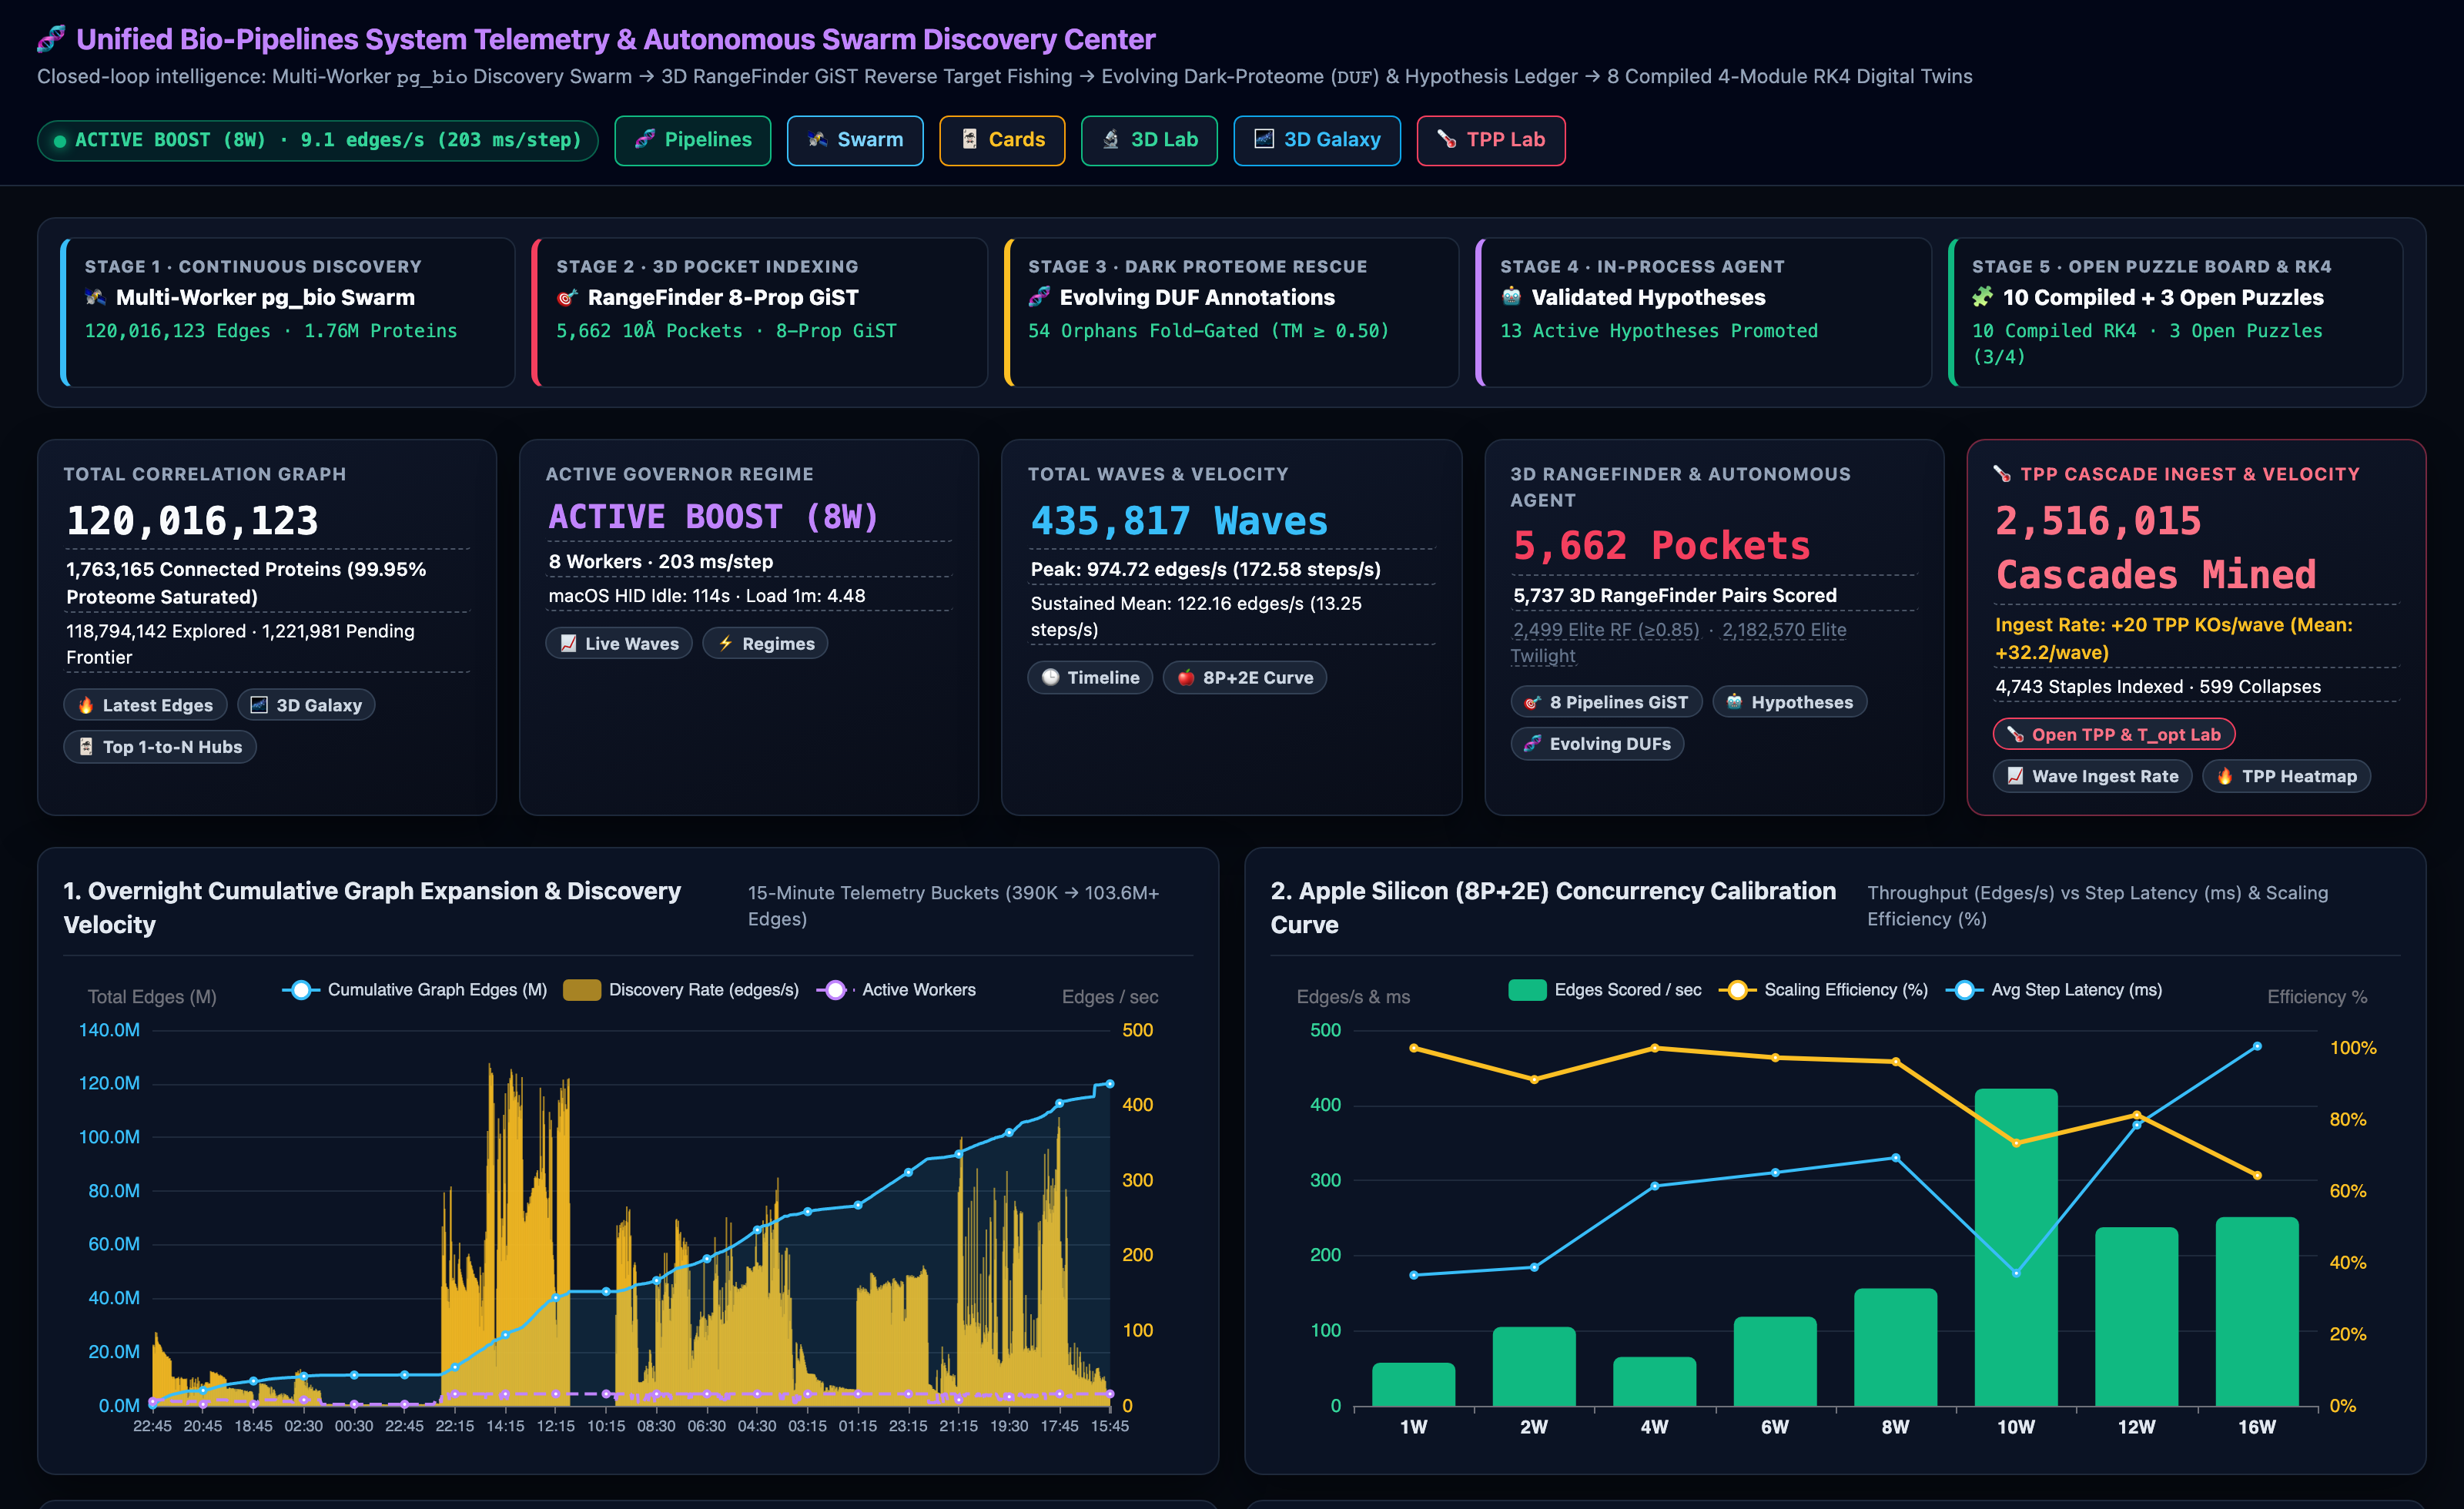 Unified Bio-Pipelines System Telemetry & Autonomous Swarm Discovery Center
Closed-loop intelligence: Multi-Worker pg_bio Discovery Swarm → 3D RangeFinder GiST Reverse Target Fishing → Evolving Dark-Proteome (DUF) & Hypothesis Ledger → 8 Compiled 4-Module RK4 Digital Twins
ACTIVE BOOST (8W) · 9.1 edges/s (203 ms/step)
Pipelines
Swarm
Cards
3D Lab
3D Galaxy
TPP Lab
STAGE 1 · CONTINUOUS DISCOVERY
Multi-Worker pg_bio Swarm
120,016,123 Edges · 1.76M Proteins
STAGE 2 · 3D POCKET INDEXING
RangeFinder 8-Prop GiST
5,662 10Å Pockets · 8-Prop GiST
STAGE 3 · DARK PROTEOME RESCUE
Evolving DUF Annotations
54 Orphans Fold-Gated (TM ≥ 0.50)
STAGE 4 · IN-PROCESS AGENT
Validated Hypotheses
13 Active Hypotheses Promoted
STAGE 5 · OPEN PUZZLE BOARD & RK4
10 Compiled + 3 Open Puzzles
10 Compiled RK4 · 3 Open Puzzles
(3/4)
TOTAL CORRELATION GRAPH
120,016,123
1,763,165 Connected Proteins (99.95%
Proteome Saturated)
118,794,142 Explored · 1,221,981 Pending
Frontier
Latest Edges
3D Galaxy
Top 1-to-N Hubs
ACTIVE GOVERNOR REGIME
ACTIVE BOOST (8W)
8 Workers · 203 ms/step
macOS HID Idle: 114s · Load 1m: 4.48
Live Waves
Regimes
TOTAL WAVES & VELOCITY
435,817 Waves
Peak: 974.72 edges/s (172.58 steps/s)
Sustained Mean: 122.16 edges/s (13.25
steps/s)
Timeline
8P+2E Curve
3D RANGEFINDER & AUTONOMOUS
AGENT
5,662 Pockets
5,737 3D RangeFinder Pairs Scored
2,499 Elite RF (≥0.85) · 2,182,570 Elite
Twilight
8 Pipelines GiST
Hypotheses
Evolving DUFs
TPP CASCADE INGEST & VELOCITY
2,516,015
Cascades Mined
Ingest Rate: +20 TPP KOs/wave (Mean:
+32.2/wave)
4,743 Staples Indexed · 599 Collapses
Open TPP & T_opt Lab
Wave Ingest Rate
TPP Heatmap
1. Overnight Cumulative Graph Expansion & Discovery
Velocity
15-Minute Telemetry Buckets (390K → 103.6M+
Edges)
Total Edges (M)
Cumulative Graph Edges (M)
Discovery Rate (edges/s)
Active Workers
Edges / sec
140.0M
120.0M
100.0M
80.0M
60.0M
40.0M
20.0M
0.0M
500
400
300
200
100
0
22:45 20:45 18:45 02:30 00:30 22:45 22:15 14:15 12:15 10:15 08:30 06:30 04:30 03:15 01:15 23:15 21:15 19:30 17:45 15:45
2. Apple Silicon (8P+2E) Concurrency Calibration
Curve
Throughput (Edges/s) vs Step Latency (ms) & Scaling
Efficiency (%)
Edges/s & ms
Edges Scored / sec
Scaling Efficiency (%)
Avg Step Latency (ms)
Efficiency %
500
400
300
200
100
0
100%
80%
60%
40%
20%
0%
1W 2W 4W 6W 8W 10W 12W 16W